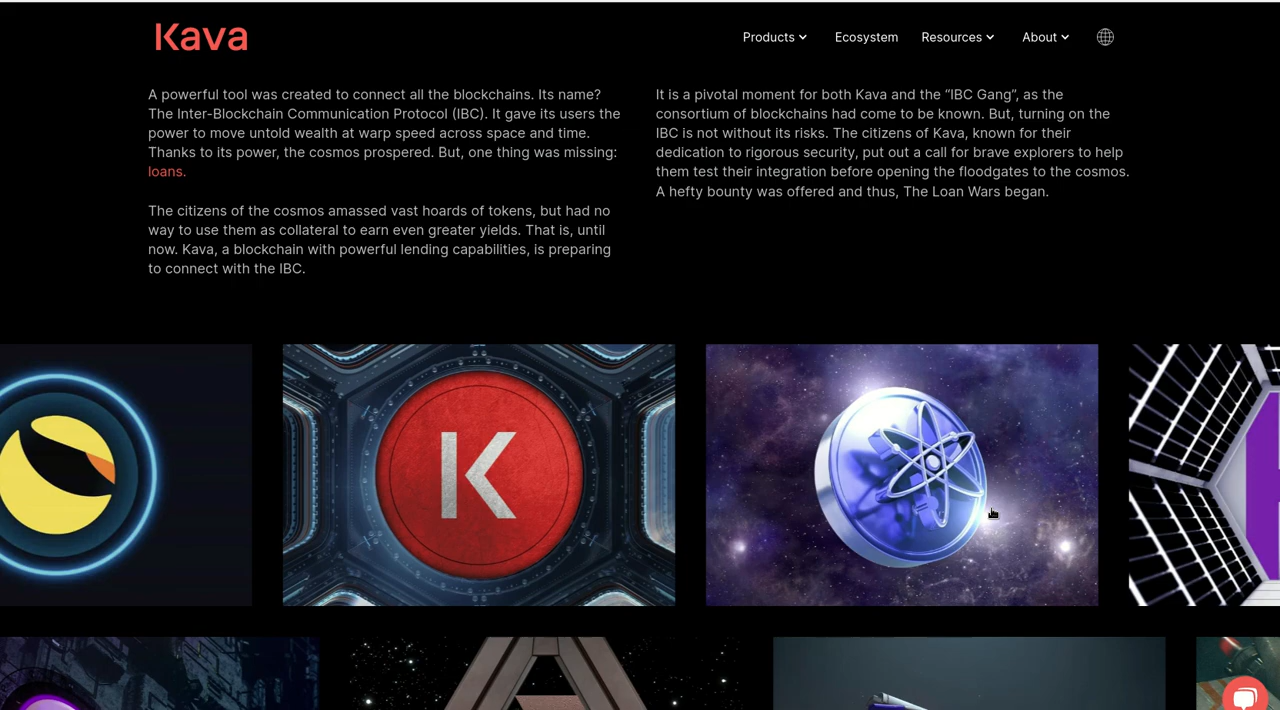 Kava
Products
Ecosystem
Resources
About
A powerful tool was created to connect all the blockchains. Its name?
The Inter-Blockchain Communication Protocol (IBC). It gave its users the
power to move untold wealth at warp speed across space and time.
Thanks to its power, the cosmos prospered. But, one thing was missing:
loans.
The citizens of the cosmos amassed vast hoards of tokens, but had no
way to use them as collateral to earn even greater yields. That is, until
now. Kava, a blockchain with powerful lending capabilities, is preparing
to connect with the IBC.
It is a pivotal moment for both Kava and the “IBC Gang”, as the
consortium of blockchains had come to be known. But, turning on the
IBC is not without its risks. The citizens of Kava, known for their
dedication to rigorous security, put out a call for brave explorers to help
them test their integration before opening the floodgates to the cosmos.
A hefty bounty was offered and thus, The Loan Wars began.
K